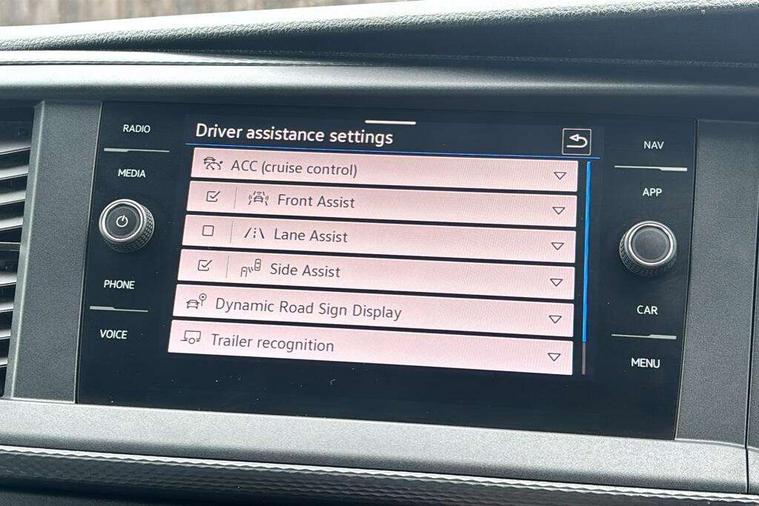 RADIO
MEDIA
PHONE
VOICE
Driver assistance settings
ACC (cruise control)
Front Assist
Lane Assist
Side Assist
Dynamic Road Sign Display
Trailer recognition
NAV
APP
CAR
MENU